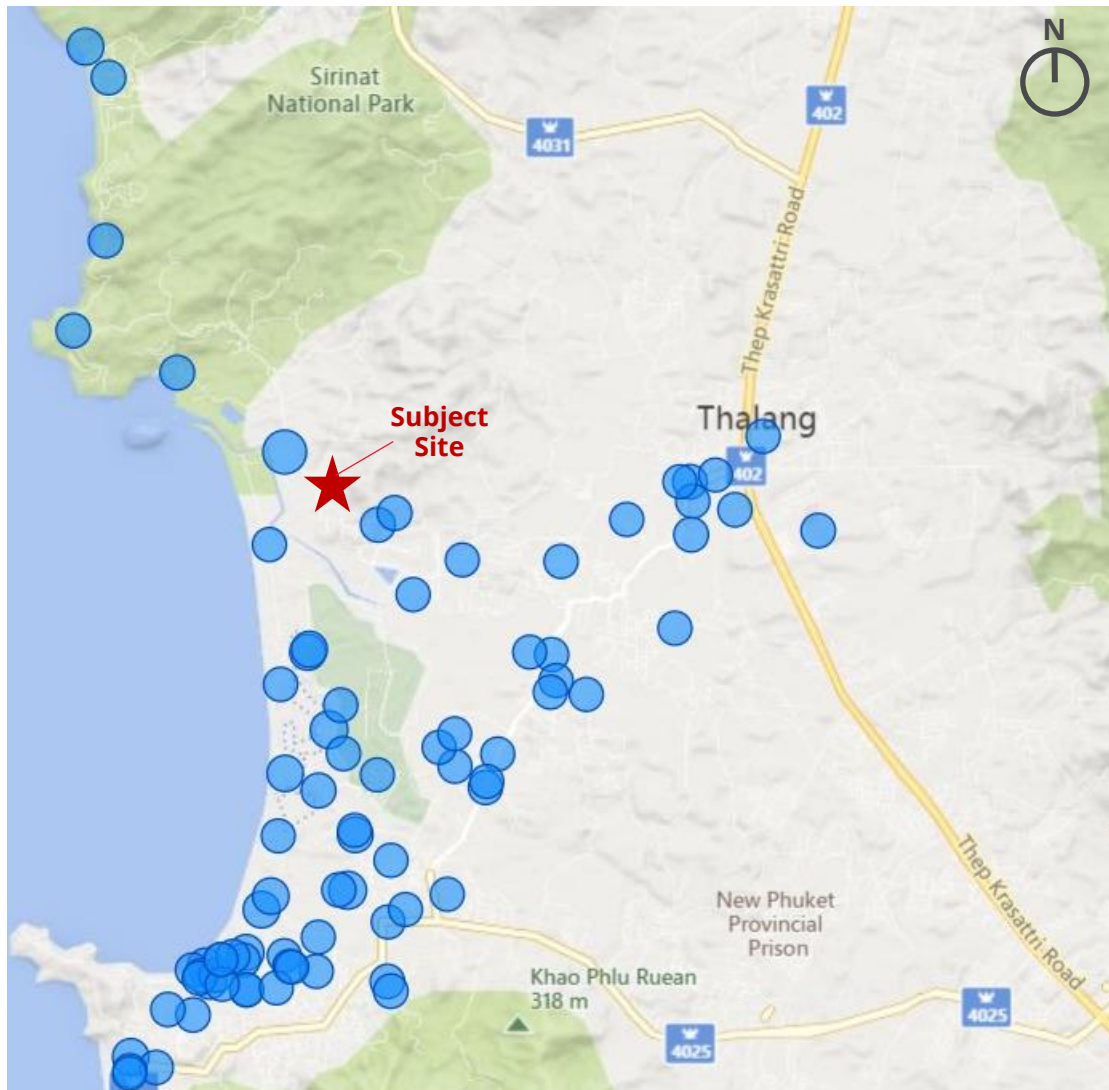 N
Sirinat
National Park
402
4031
Thep Krasattri Road
Subject
Site
Thalang
402
New Phuket
Provincial
Prison
Thep Krasattri Road
Khao Phlu Ruean
318 m
4025
4025